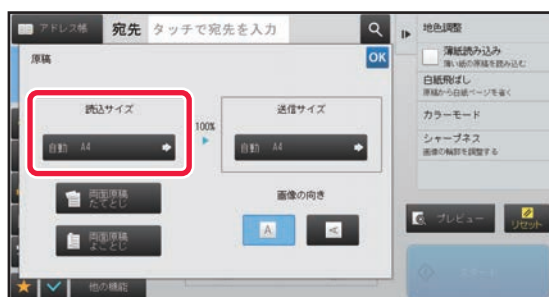 アドレス帳
宛先 タッチで宛先を入力
原稿
OK
読込サイズ
自動 A4
100%
送信サイズ
自動 A4
両面原稿
たてとじ
両面原稿
よことじ
画像の向き
A
A
他の機能
地色調整
薄紙読み込み
薄い紙の原稿を読み込む
白紙飛ばし
原稿から白紙ページを省く
カラーモード
シャープネス
画像の輪郭を調整する
プレビュー
リセット
スタート